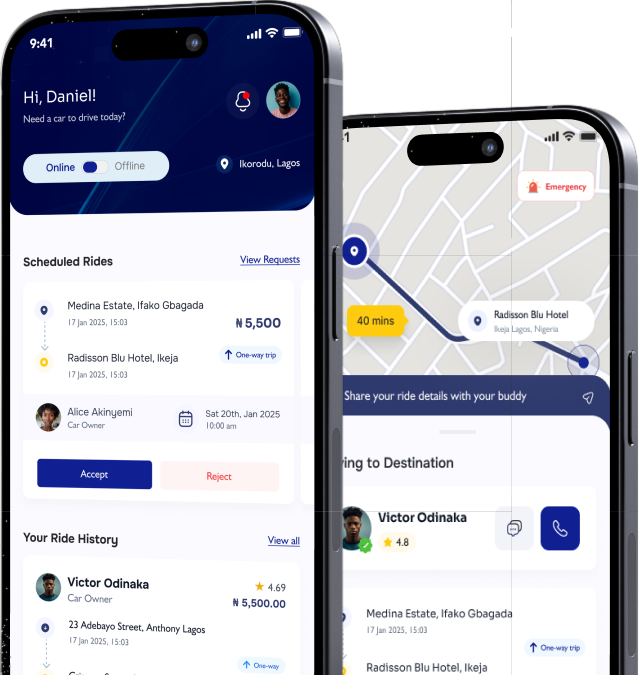 9:41
Hi, Daniel!
Need a car to drive today?
Online Offline
Ikorodu, Lagos
Scheduled Rides
View Requests
Medina Estate, Ifako Gbagada
17 Jan 2025, 15:03
₦ 5,500
Radisson Blu Hotel, Ikeja
17 Jan 2025, 15:03
One-way trip
Alice Akinyemi
Car Owner
Sat 20th, Jan 2025
10:00 am
Accept
Reject
Your Ride History
View all
Victor Odinaka
Car Owner
4.69
₦ 5,500.00
23 Adebayo Street, Anthony Lagos
17 Jan 2025, 15:03
One-way
Emergency
40 mins
Radisson Blu Hotel
Ikeja Lagos, Nigeria
Share your ride details with your buddy
to Destination
Victor Odinaka
4.8
Medina Estate, Ifako Gbagada
17 Jan 2025, 15:03
One-way trip
Radisson Blu Hotel, Ikeja